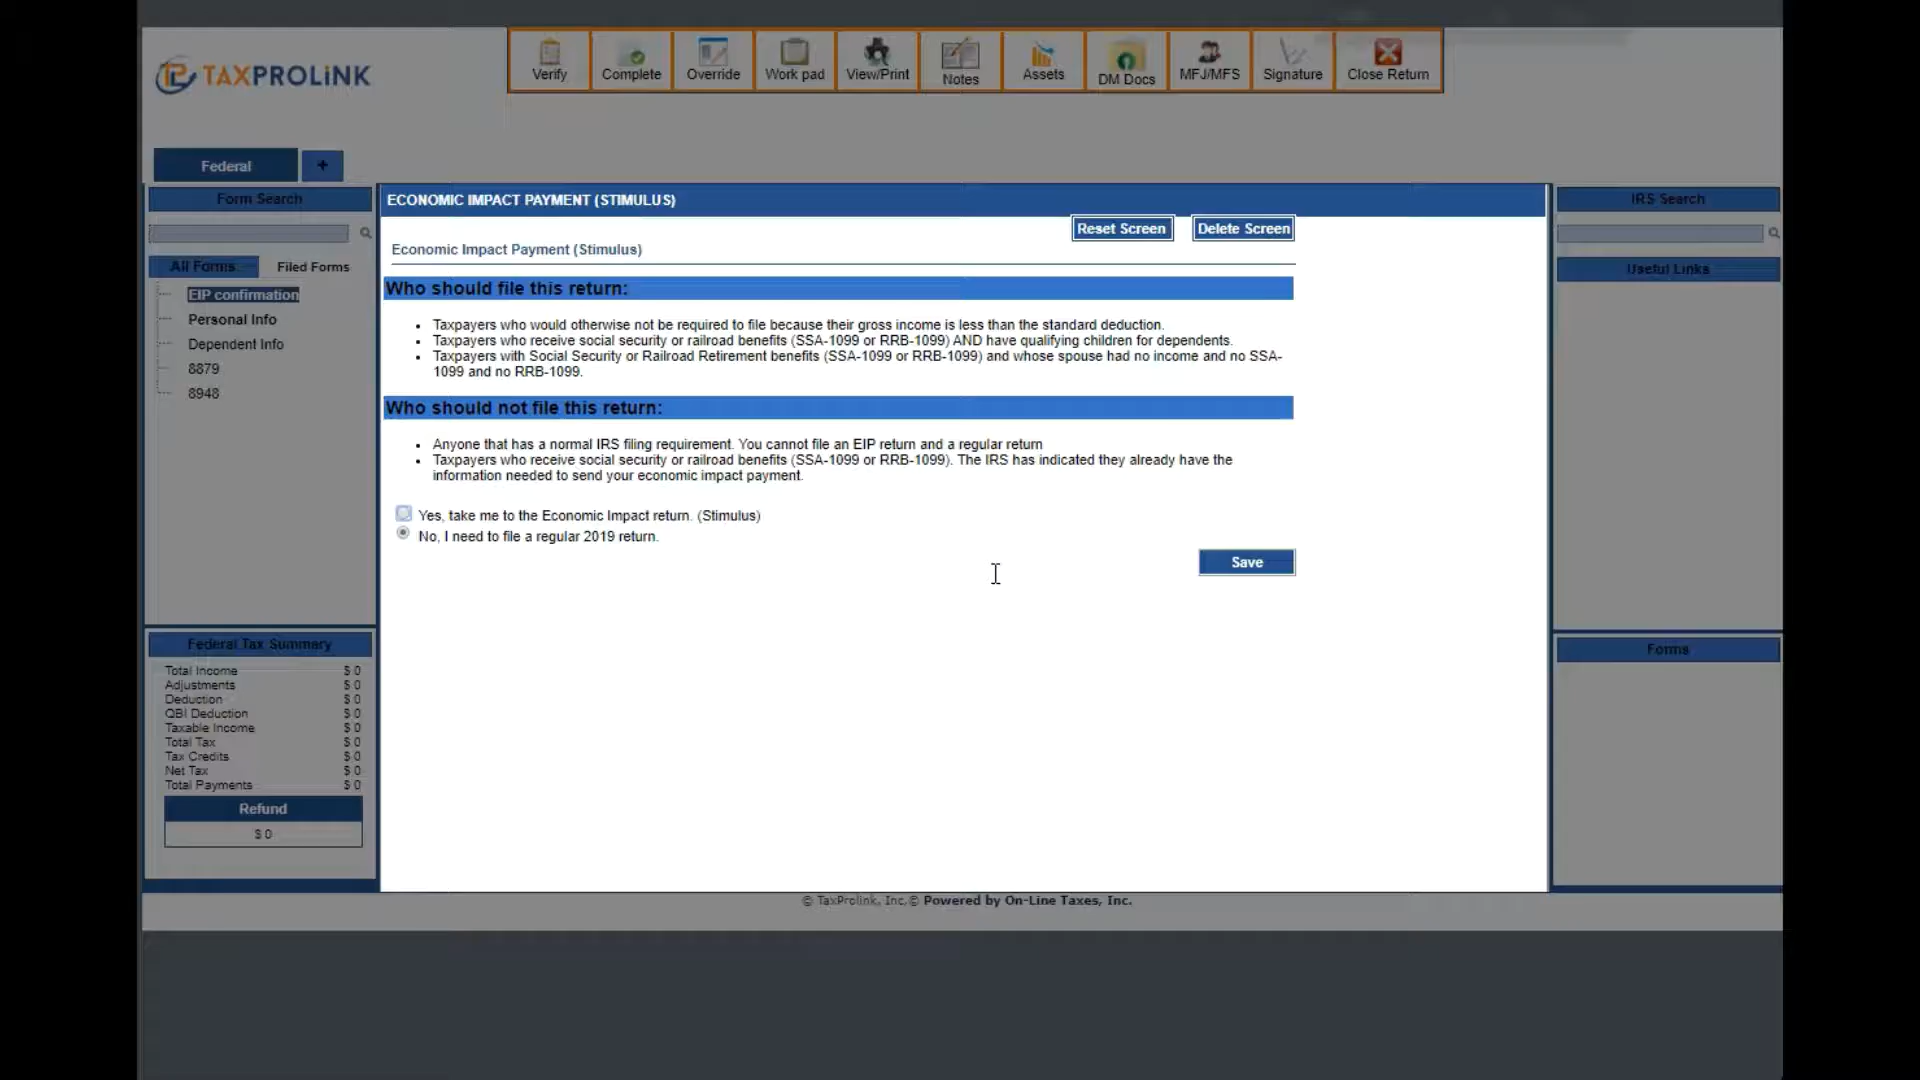 TAXPROLiNK
Verify
Complete
Override
Work pad
View/Print
Notes
Assets
DM Docs
MFJ/MFS
Signature
Close Return
Federal
+
Form Search
All Forms
Filed Forms
EIP confirmation
Personal Info
Dependent Info
8879
8948
Federal Tax Summary
Total Income $ 0
Adjustments $ 0
Deduction $ 0
QBI Deduction $ 0
Taxable Income $ 0
Total Tax $ 0
Tax Credits $ 0
Net Tax $ 0
Total Payments $ 0
Refund
$ 0
ECONOMIC IMPACT PAYMENT (STIMULUS)
Reset Screen
Delete Screen
Economic Impact Payment (Stimulus)
Who should file this return:
• Taxpayers who would otherwise not be required to file because their gross income is less than the standard deduction.
• Taxpayers who receive social security or railroad benefits (SSA-1099 or RRB-1099) AND have qualifying children for dependents.
• Taxpayers with Social Security or Railroad Retirement benefits (SSA-1099 or RRB-1099) and whose spouse had no income and no SSA-
1099 and no RRB-1099.
Who should not file this return:
• Anyone that has a normal IRS filing requirement. You cannot file an EIP return and a regular return
• Taxpayers who receive social security or railroad benefits (SSA-1099 or RRB-1099). The IRS has indicated they already have the
information needed to send your economic impact payment.
Yes, take me to the Economic Impact return. (Stimulus)
No, I need to file a regular 2019 return.
Save
IRS Search
Useful Links
Forms
© TaxProlink, Inc.© Powered by On-Line Taxes, Inc.